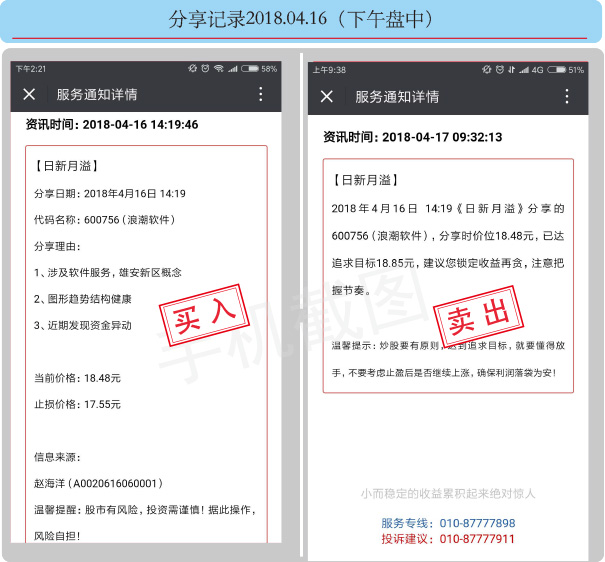 分享记录2018.04.16（下午盘中）
下午2:21
58%
服务通知详情
资讯时间: 2018-04-16 14:19:46
【日新月溢】
分享日期: 2018年4月16日 14:19
代码名称: 600756（浪潮软件）
分享理由:
1、涉及软件服务, 雄安新区概念
2、图形趋势结构健康
3、近期发现资金异动
买入
当前价格: 18.48元
止损价格: 17.55元
信息来源:
赵海洋 (A0020616060001)
温馨提醒: 股市有风险, 投资需谨慎! 据此操作,
风险自担!
上午9:38
4G 51%
服务通知详情
资讯时间: 2018-04-17 09:32:13
【日新月溢】
2018年4月16日 14:19《日新月溢》分享的
600756（浪潮软件）, 分享时价位18.48元, 已达
追求目标18.85元, 建议您锁定收益再贪, 注意把
握节奏。
卖出
温馨提示: 炒股要有原则, 达到追求目标, 就要懂得放
手, 不要考虑止盈后是否继续上涨, 确保利润落袋为安!
小而稳定的收益累积起来绝对惊人
服务专线: 010-87777898
投诉建议: 010-87777911
手机截图